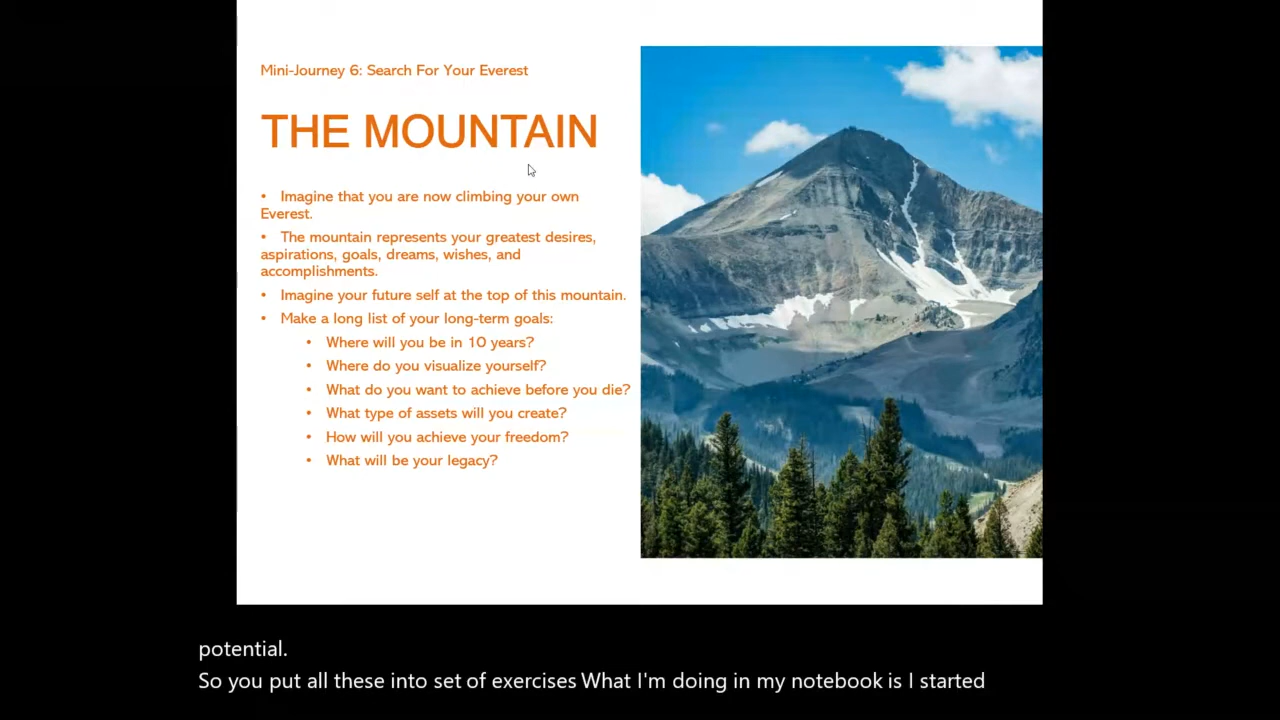 Mini-Journey 6: Search For Your Everest
THE MOUNTAIN
• Imagine that you are now climbing your own
Everest.
• The mountain represents your greatest desires,
aspirations, goals, dreams, wishes, and
accomplishments.
• Imagine your future self at the top of this mountain.
• Make a long list of your long-term goals:
• Where will you be in 10 years?
• Where do you visualize yourself?
• What do you want to achieve before you die?
• What type of assets will you create?
• How will you achieve your freedom?
• What will be your legacy?
potential.
So you put all these into set of exercises What I'm doing in my notebook is I started